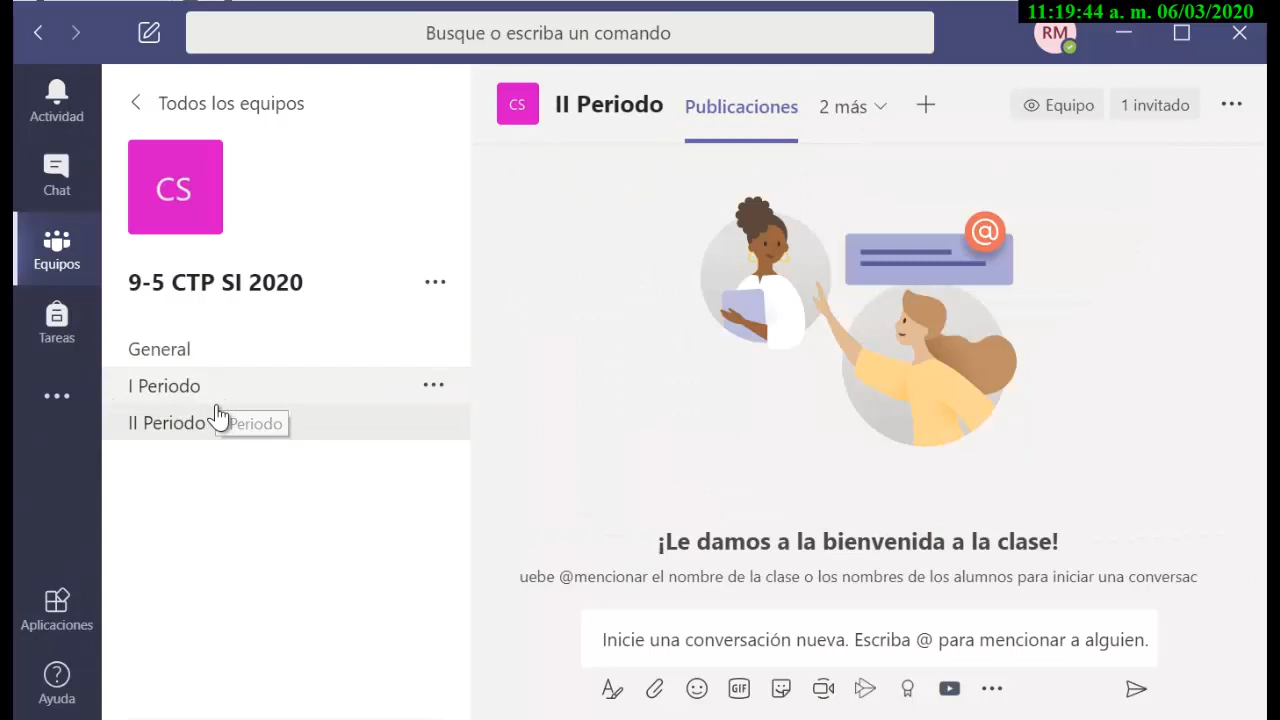 11:19:44 a. m. 06/03/2020
Busque o escriba un comando
RM
Actividad
Chat
Equipos
Tareas
Aplicaciones
Ayuda
Todos los equipos
CS
9-5 CTP SI 2020
General
I Periodo
II Periodo
Periodo
CS
II Periodo
Publicaciones
2 más
Equipo
1 invitado
@
¡Le damos a la bienvenida a la clase!
uebe @mencionar el nombre de la clase o los nombres de los alumnos para iniciar una conversac
Inicie una conversación nueva. Escriba @ para mencionar a alguien.
GIF